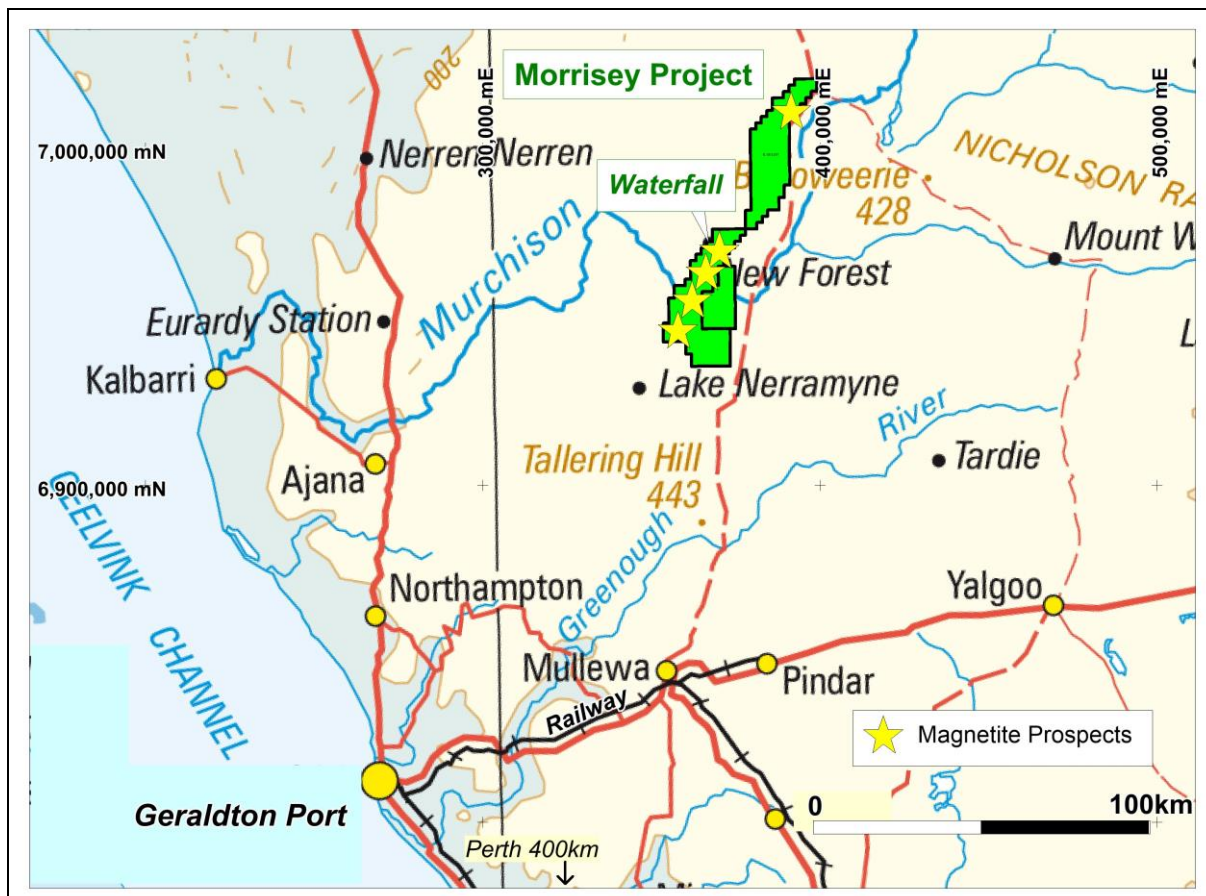 200
Morrisey Project
300,000 mE
400,000 mE
500,000 mE
7,000,000 mN
Nerren Nerren
Waterfall
428
NICHOLSON RA
Mount W
Murchison
New Forest
Eurardy Station
Kalbarri
Lake Nerramyne
L
River
Ajana
Tallering Hill
443
Tardie
6,900,000 mN
GEELVINK
CHANNEL
Northampton
Greenough
Yalgoo
Mullewa
Pindar
Railway
Magnetite Prospects
Geraldton Port
0
100km
Perth 400km